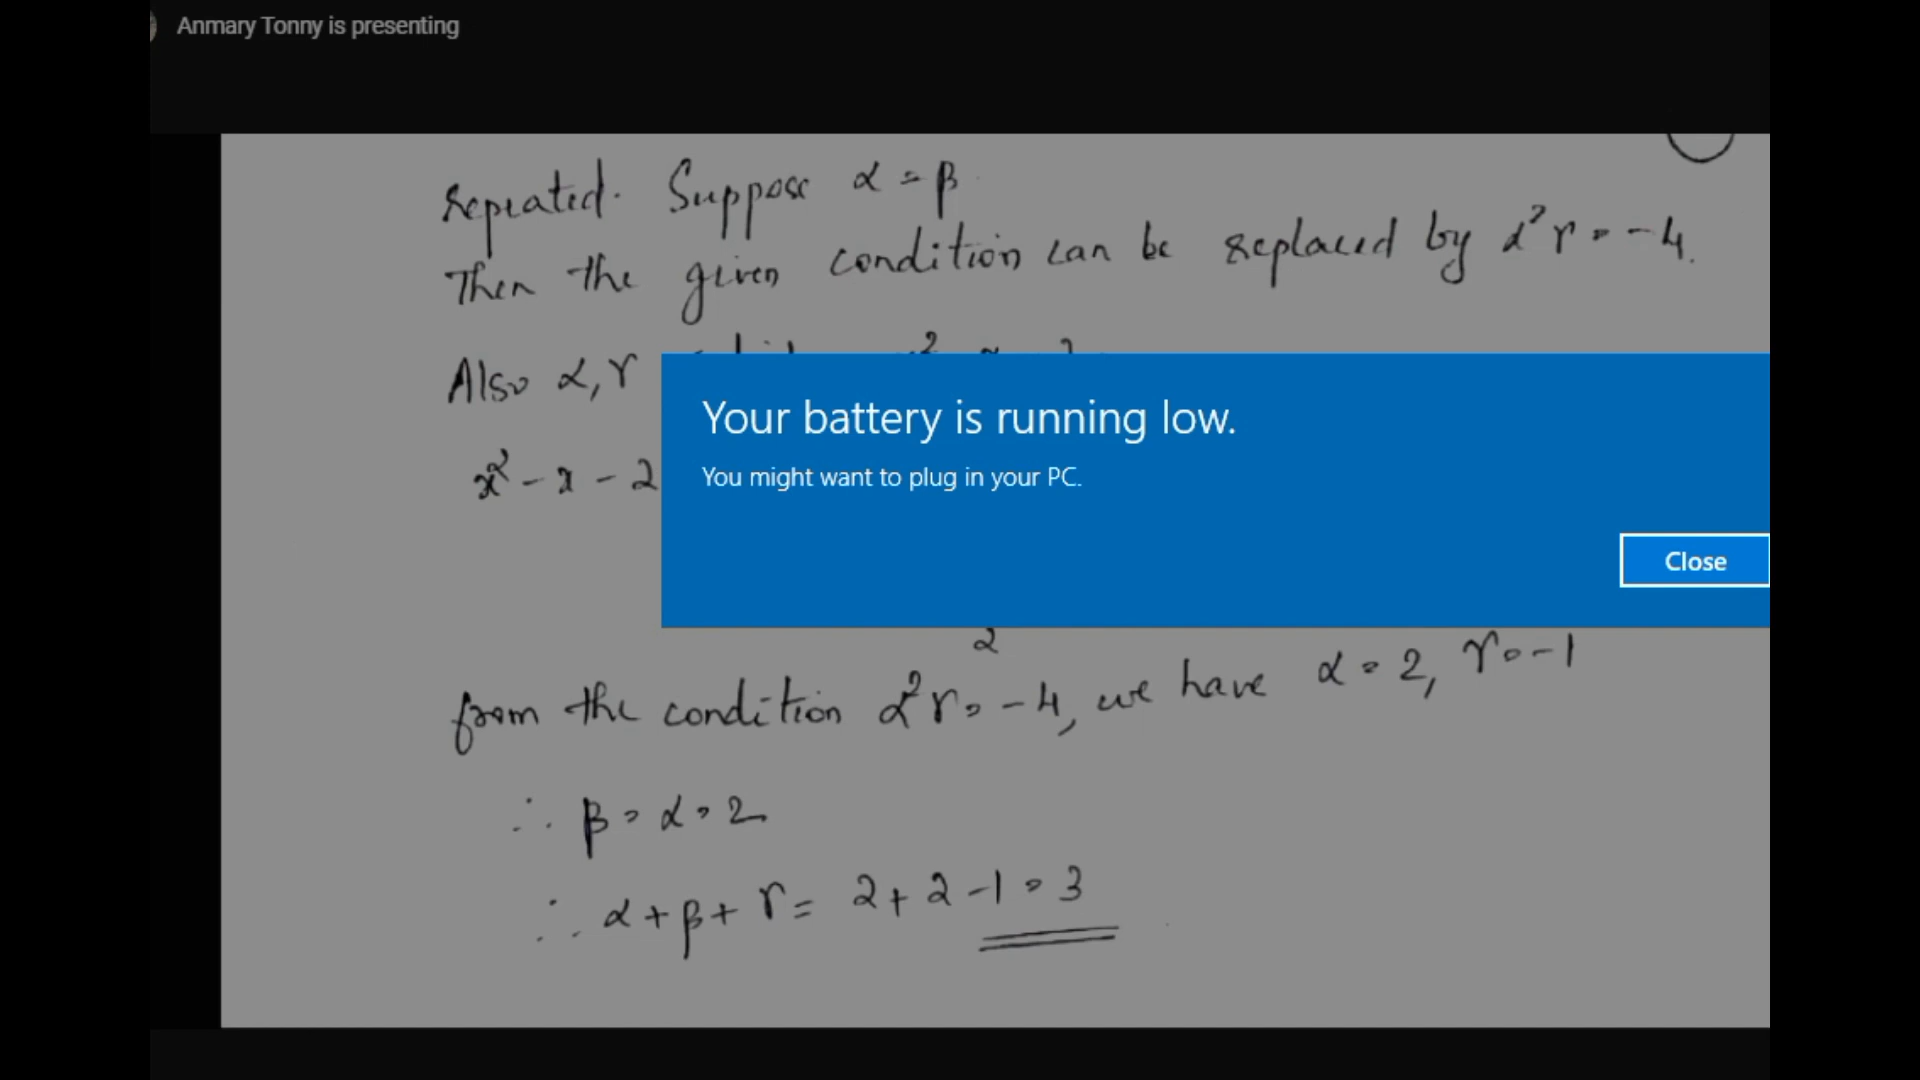 Anmary Tonny is presenting
repeated. Suppose α = β
Then the given condition can be replaced by α²γ = -4.
Also α, γ
x² - x - 2
Your battery is running low.
You might want to plug in your PC.
Close
2
from the condition α²γ = -4, we have α = 2, γ = -1
∴ β = α = 2
∴ α + β + γ = 2 + 2 - 1 = 3